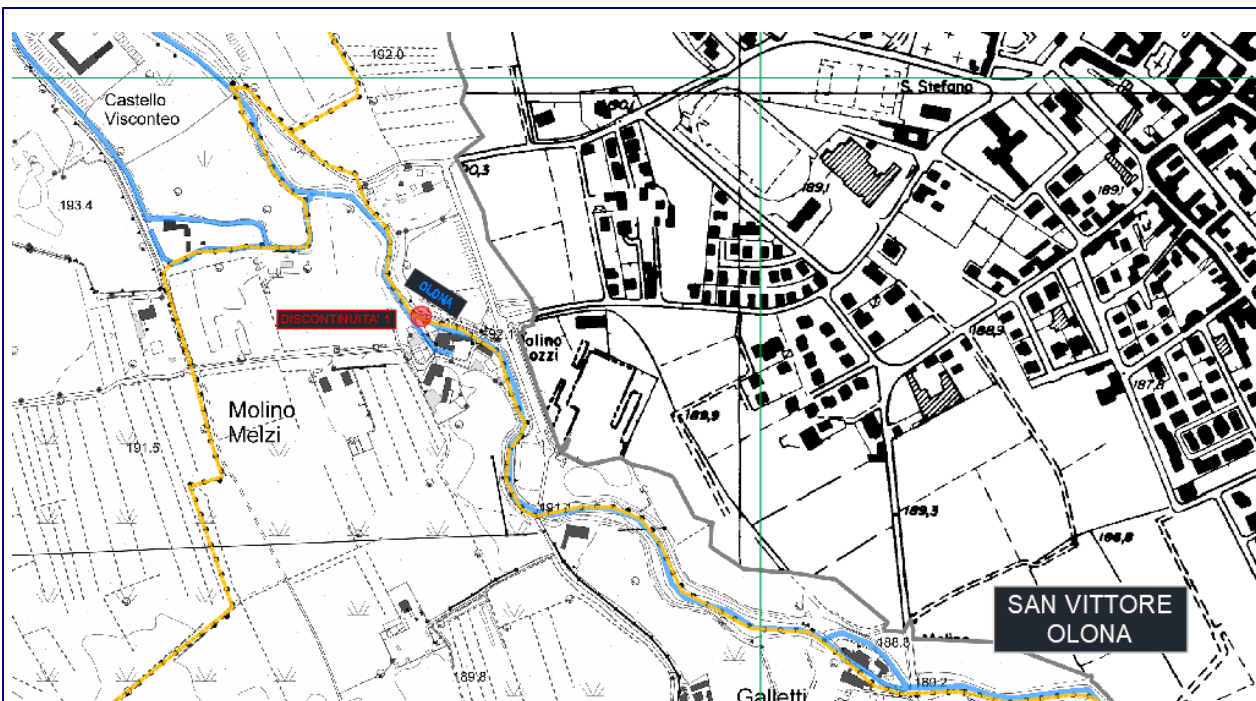 192.0
Castello
Visconteo
S. Stefano
193.4
189,1
189,1
OLONA
DISCONTINUITA' 1
188,9
187,8
Molino
Melzi
189,9
191.5
191.1
189,3
SAN VITTORE
OLONA
188.8
Molino
189.8
189.2
Galletti